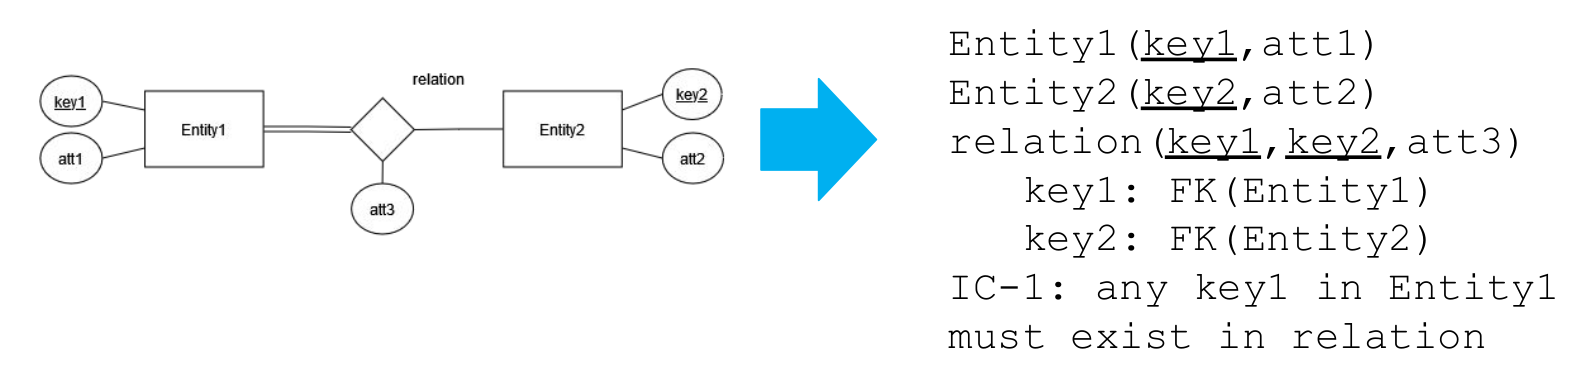 relation
key1
att1
Entity1
Entity2
key2
att2
att3
Entity1(key1,att1)
Entity2(key2,att2)
relation(key1,key2,att3)
key1: FK(Entity1)
key2: FK(Entity2)
IC-1: any key1 in Entity1
must exist in relation